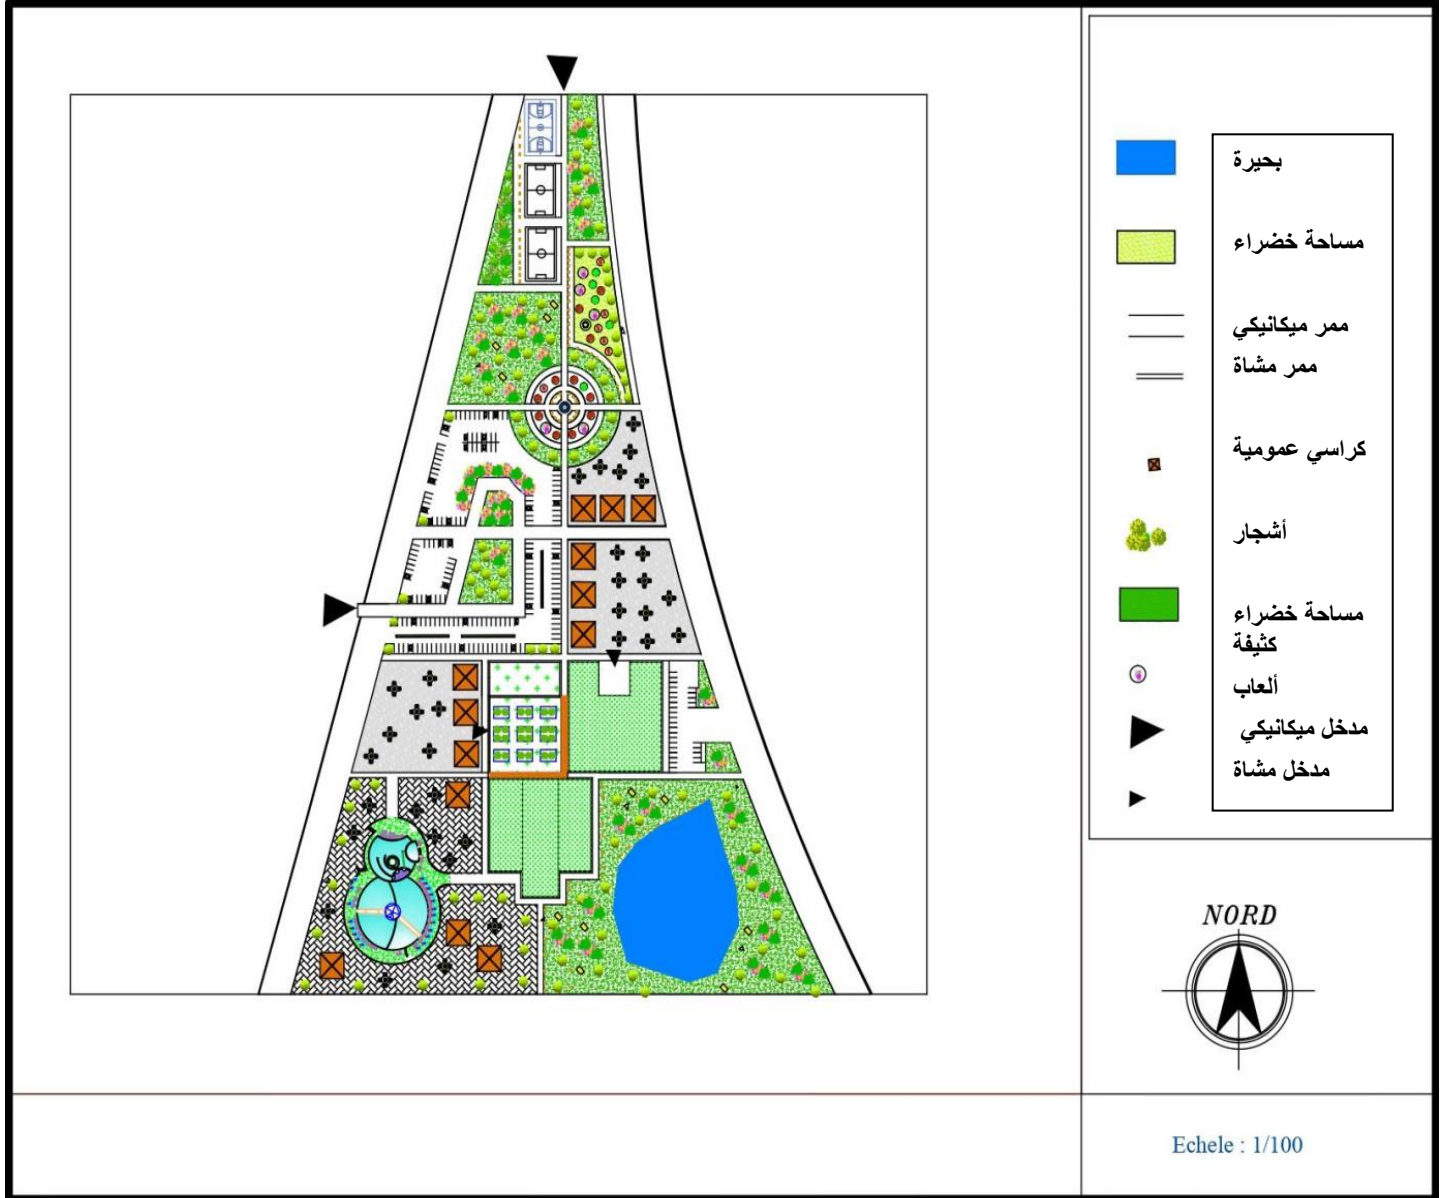 بحيرة
مساحة خضراء
ممر ميكانيكي
ممر مشاة
كراسي عمومية
أشجار
مساحة خضراء
كثيفة
ألعاب
مدخل ميكانيكي
مدخل مشاة
NORD
Echele : 1/100